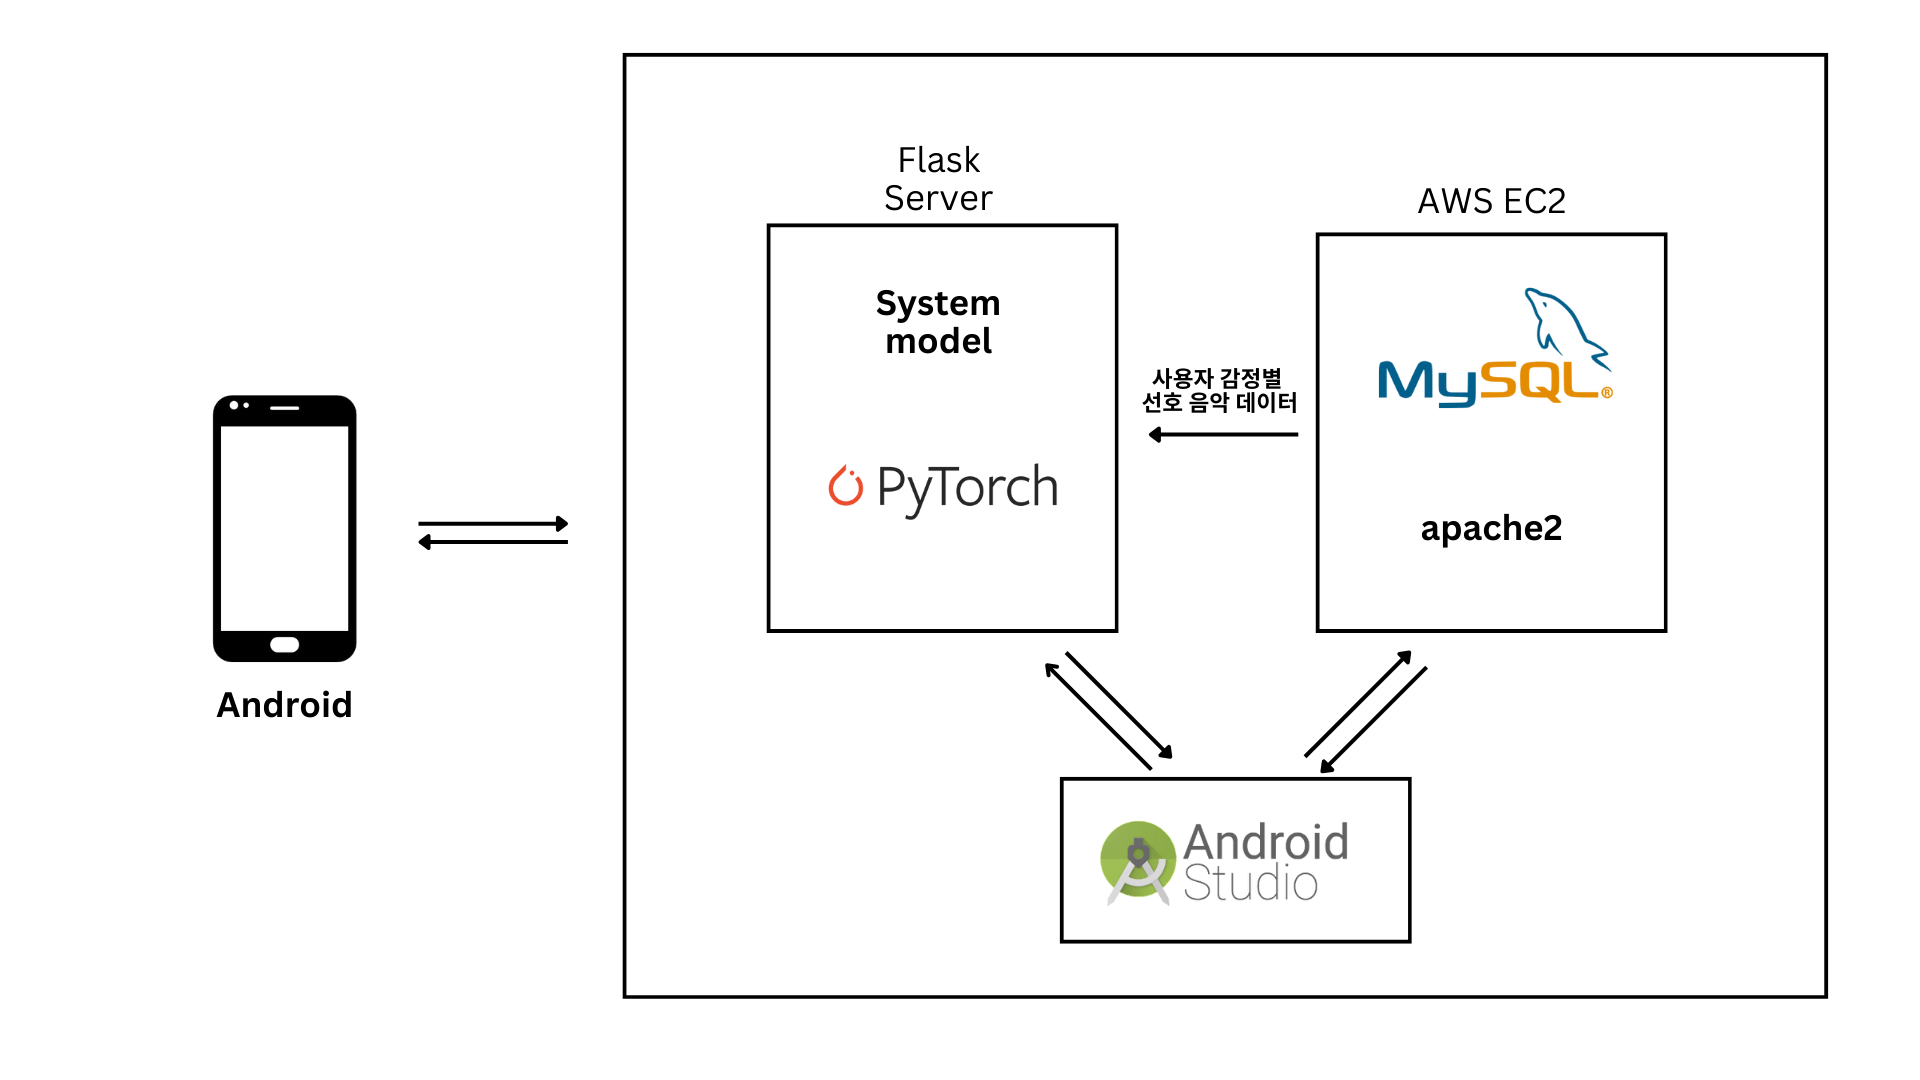 Flask
Server
AWS EC2
System
model
사용자 감정별
선호 음악 데이터
MySQL®
PyTorch
apache2
Android
Android
Studio